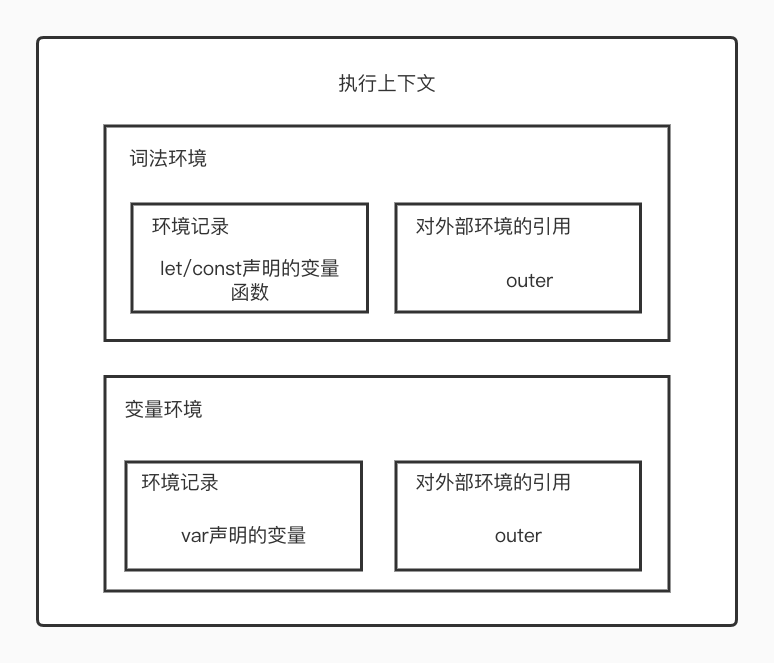 执行上下文
词法环境
环境记录
let/const声明的变量
函数
对外部环境的引用
outer
变量环境
环境记录
var声明的变量
对外部环境的引用
outer